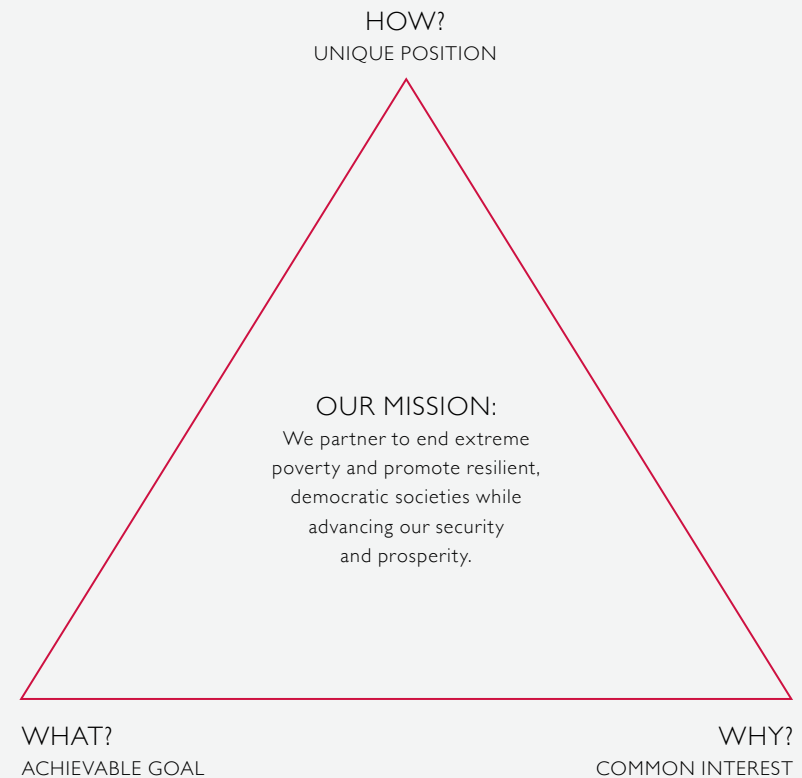 HOW?
UNIQUE POSITION
OUR MISSION:
We partner to end extreme
poverty and promote resilient,
democratic societies while
advancing our security
and prosperity.
WHAT?
ACHIEVABLE GOAL
WHY?
COMMON INTEREST